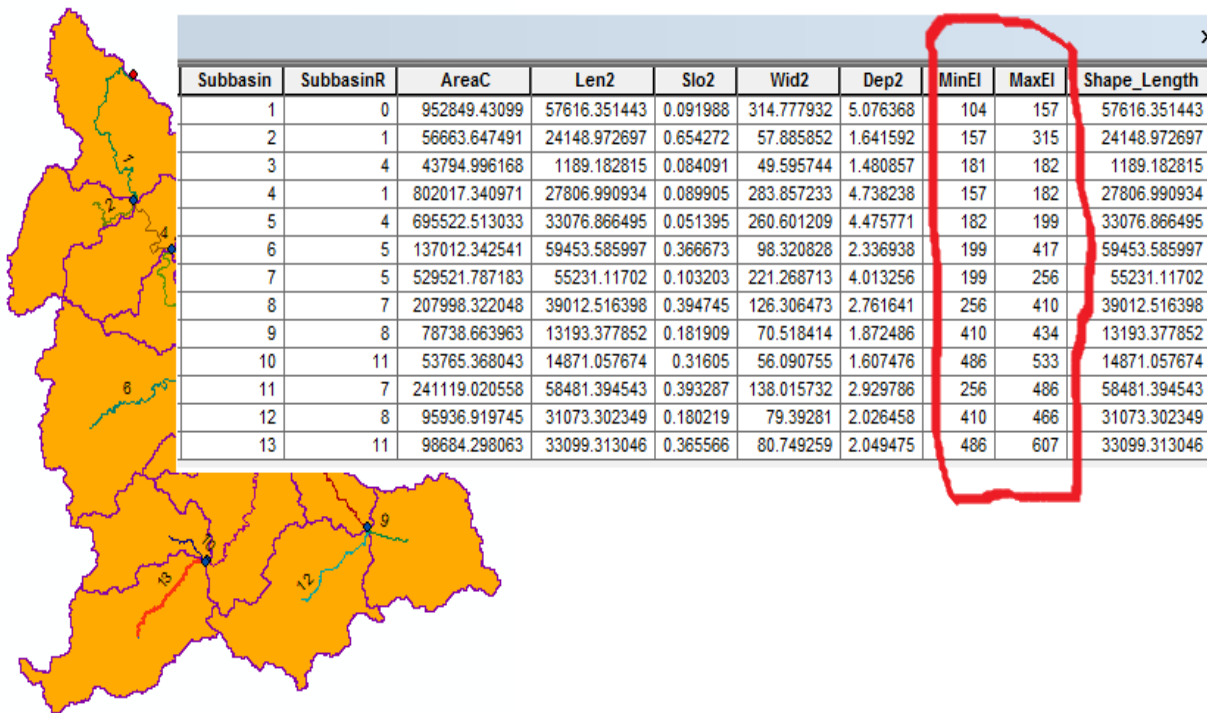 Subbasin SubbasinR AreaC Len2 Slo2 Wid2 Dep2 MinEl MaxEl Shape_Length
1 0 952849.43099 57616.351443 0.091988 314.777932 5.076368 104 157 57616.351443
2 1 56663.647491 24148.972697 0.654272 57.885852 1.641592 157 315 24148.972697
3 4 43794.996168 1189.182815 0.084091 49.595744 1.480857 181 182 1189.182815
4 1 802017.340971 27806.990934 0.089905 283.857233 4.738238 157 182 27806.990934
5 4 695522.513033 33076.866495 0.051395 260.601209 4.475771 182 199 33076.866495
6 5 137012.342541 59453.585997 0.366673 98.320828 2.336938 199 417 59453.585997
7 5 529521.787183 55231.11702 0.103203 221.268713 4.013256 199 256 55231.11702
8 7 207998.322048 39012.516398 0.394745 126.306473 2.761641 256 410 39012.516398
9 8 78738.663963 13193.377852 0.181909 70.518414 1.872486 410 434 13193.377852
10 11 53765.368043 14871.057674 0.31605 56.090755 1.607476 486 533 14871.057674
11 7 241119.020558 58481.394543 0.393287 138.015732 2.929786 256 486 58481.394543
12 8 95936.919745 31073.302349 0.180219 79.39281 2.026458 410 466 31073.302349
13 11 98684.298063 33099.313046 0.365566 80.749259 2.049475 486 607 33099.313046
1
2
4
6
9
10
13
12